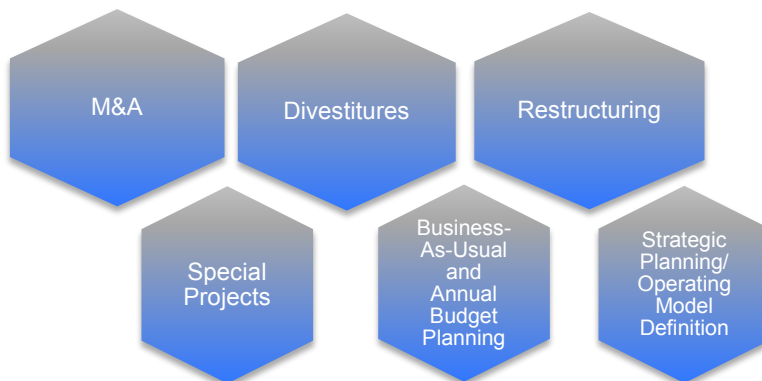 M&A
Divestitures
Restructuring
Special
Projects
Business-
As-Usual
and
Annual
Budget
Planning
Strategic
Planning/
Operating
Model
Definition